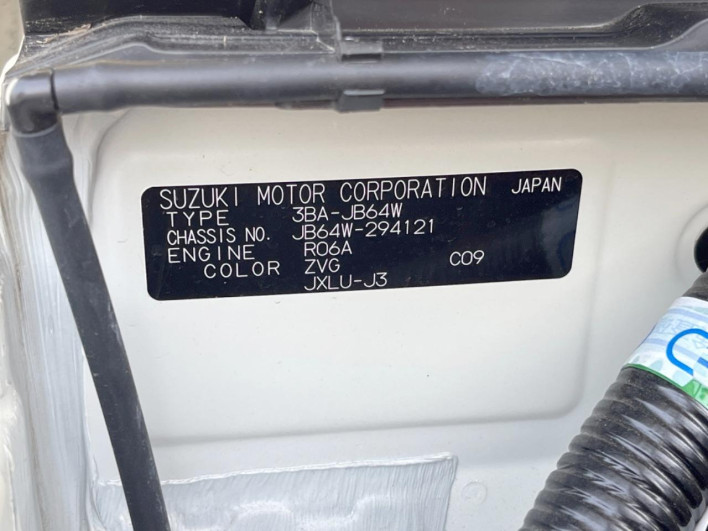 SUZUKI MOTOR CORPORATION JAPAN
TYPE 3BA-JB64W
CHASSIS NO. JB64W-294121
ENGINE R06A
COLOR ZVG C09
JXLU-J3